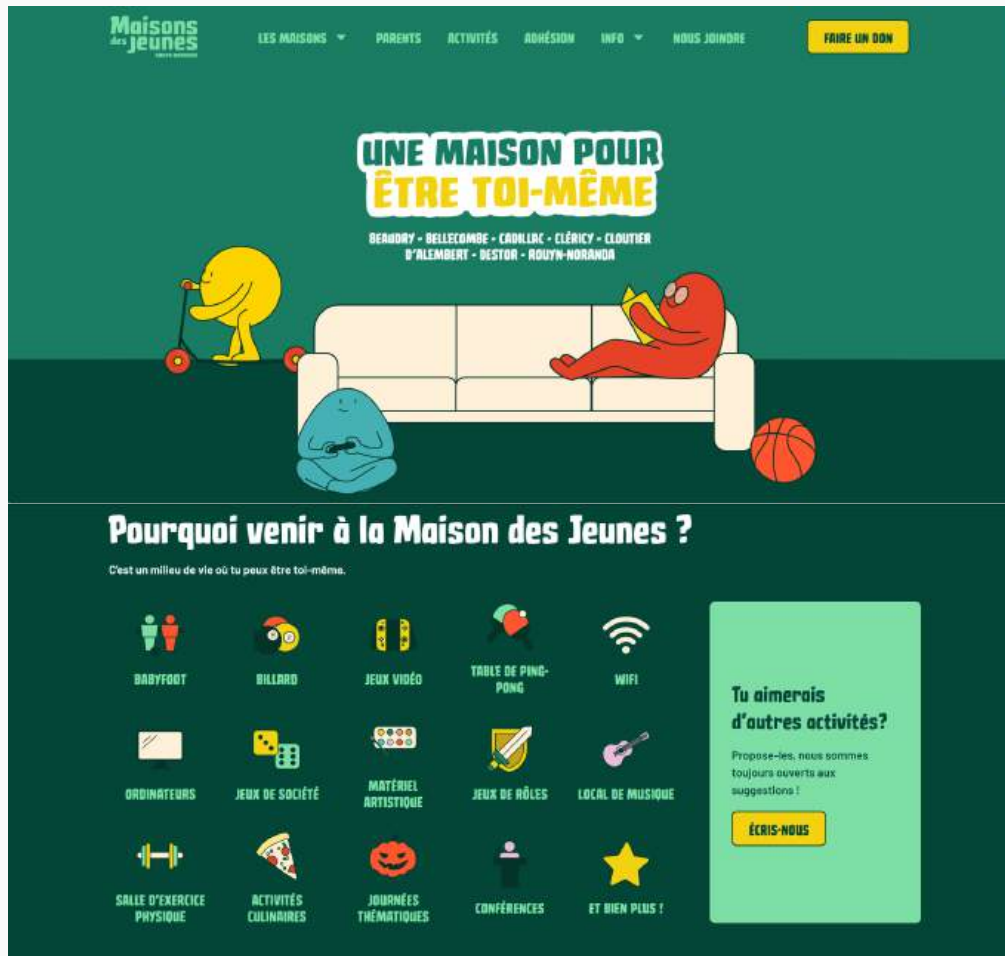 Maisons
des jeunes
LES MAISONS PARENTS ACTIVITÉS ADHÉSION INFO NOUS JOINDRE FAIRE UN DON
UNE MAISON POUR
ÊTRE TOI-MÊME
BEAUDRY - BELLECOMBE - CADILLAC - CLÉRICY - CLOUTIER
D'ALEMBERT - DESTOR - ROUYN-NORANDA
Pourquoi venir à la Maison des Jeunes ?
C'est un milieu de vie où tu peux être toi-même.
BABYFOOT
BILLARD
JEUX VIDÉO
TABLE DE PING-
PONG
WIFI
ORDINATEURS
JEUX DE SOCIÉTÉ
MATÉRIEL
ARTISTIQUE
JEUX DE RÔLES
LOCAL DE MUSIQUE
SALLE D'EXERCICE
PHYSIQUE
ACTIVITÉS
CULINAIRES
JOURNÉES
THÉMATIQUES
CONFÉRENCES
ET BIEN PLUS !
Tu aimerais
d'autres activités?
Propose-les, nous sommes
toujours ouverts aux
suggestions !
ÉCRIS-NOUS